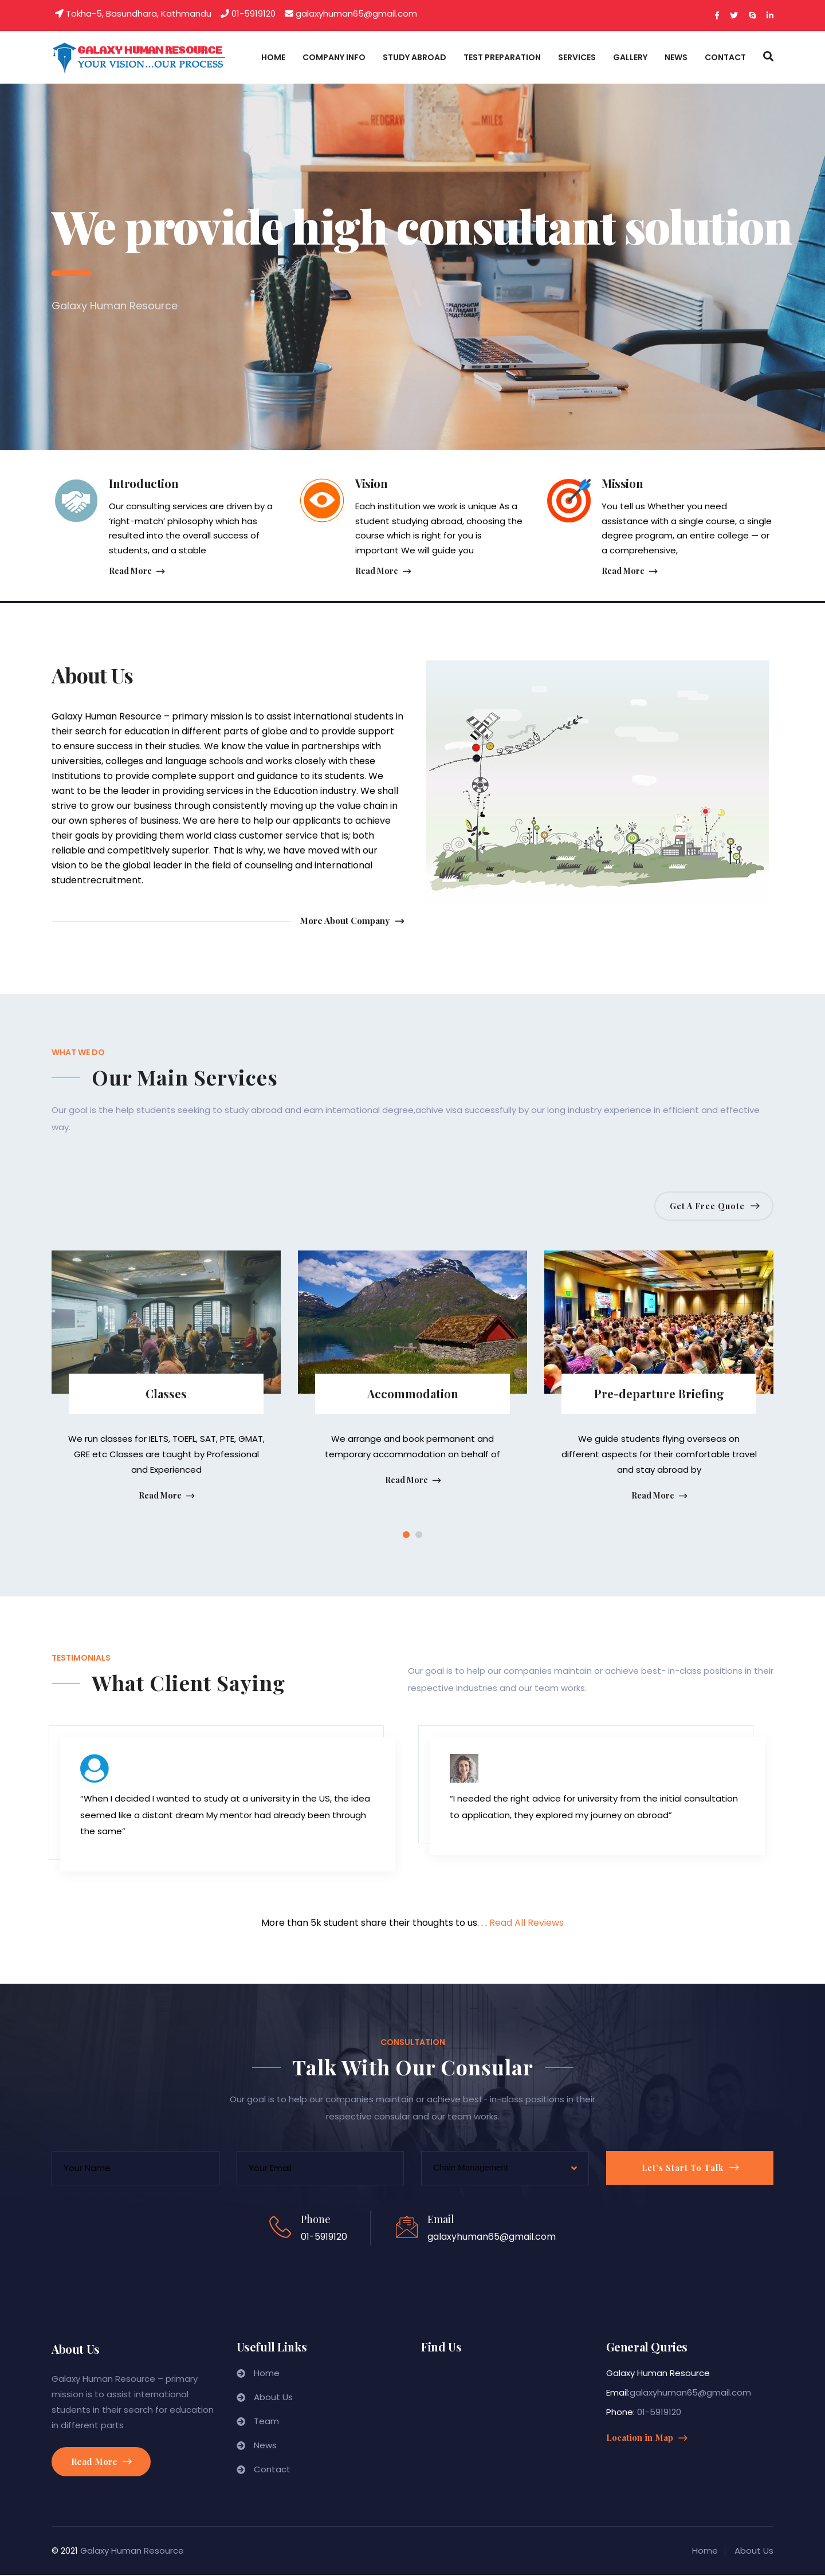 Tokha-5, Basundhara, Kathmandu 01-5919120 galaxyhuman65@gmail.com
GALAXY HUMAN RESOURCE
YOUR VISION...OUR PROCESS
HOME COMPANY INFO STUDY ABROAD TEST PREPARATION SERVICES GALLERY NEWS CONTACT
REDGRAVE MILES
We provide high consultant solution
Galaxy Human Resource
Introduction
Our consulting services are driven by a
‘right-match’ philosophy which has
resulted into the overall success of
students, and a stable
Read More
Vision
Each institution we work is unique As a
student studying abroad, choosing the
course which is right for you is
important We will guide you
Read More
Mission
You tell us Whether you need
assistance with a single course, a single
degree program, an entire college — or
a comprehensive,
Read More
About Us
Galaxy Human Resource – primary mission is to assist international students in
their search for education in different parts of globe and to provide support
to ensure success in their studies. We know the value in partnerships with
universities, colleges and language schools and works closely with these
Institutions to provide complete support and guidance to its students. We
want to be the leader in providing services in the Education industry. We shall
strive to grow our business through consistently moving up the value chain in
our own spheres of business. We are here to help our applicants to achieve
their goals by providing them world class customer service that is; both
reliable and competitively superior. That is why, we have moved with our
vision to be the global leader in the field of counseling and international
studentrecruitment.
More About Company
WHAT WE DO
Our Main Services
Our goal is the help students seeking to study abroad and earn international degree,achive visa successfully by our long industry experience in efficient and effective
way.
Get A Free Quote
Classes
We run classes for IELTS, TOEFL, SAT, PTE, GMAT,
GRE etc Classes are taught by Professional
and Experienced
Read More
Accommodation
We arrange and book permanent and
temporary accommodation on behalf of
Read More
Pre-departure Briefing
We guide students flying overseas on
different aspects for their comfortable travel
and stay abroad by
Read More
TESTIMONIALS
What Client Saying
Our goal is to help our companies maintain or achieve best- in-class positions in their
respective industries and our team works.
“When I decided I wanted to study at a university in the US, the idea
seemed like a distant dream My mentor had already been through
the same”
“I needed the right advice for university from the initial consultation
to application, they explored my journey on abroad”
More than 5k student share their thoughts to us. . . Read All Reviews
CONSULTATION
Talk With Our Consular
Our goal is to help our companies maintain or achieve best- in-class positions in their
respective consular and our team works.
Your Name
Your Email
Chain Management
Let's Start To Talk
Phone
01-5919120
Email
galaxyhuman65@gmail.com
About Us
Galaxy Human Resource – primary
mission is to assist international
students in their search for education
in different parts
Read More
Usefull Links
Home
About Us
Team
News
Contact
Find Us
General Quries
Galaxy Human Resource
Email:galaxyhuman65@gmail.com
Phone: 01-5919120
Location in Map
© 2021 Galaxy Human Resource
Home About Us